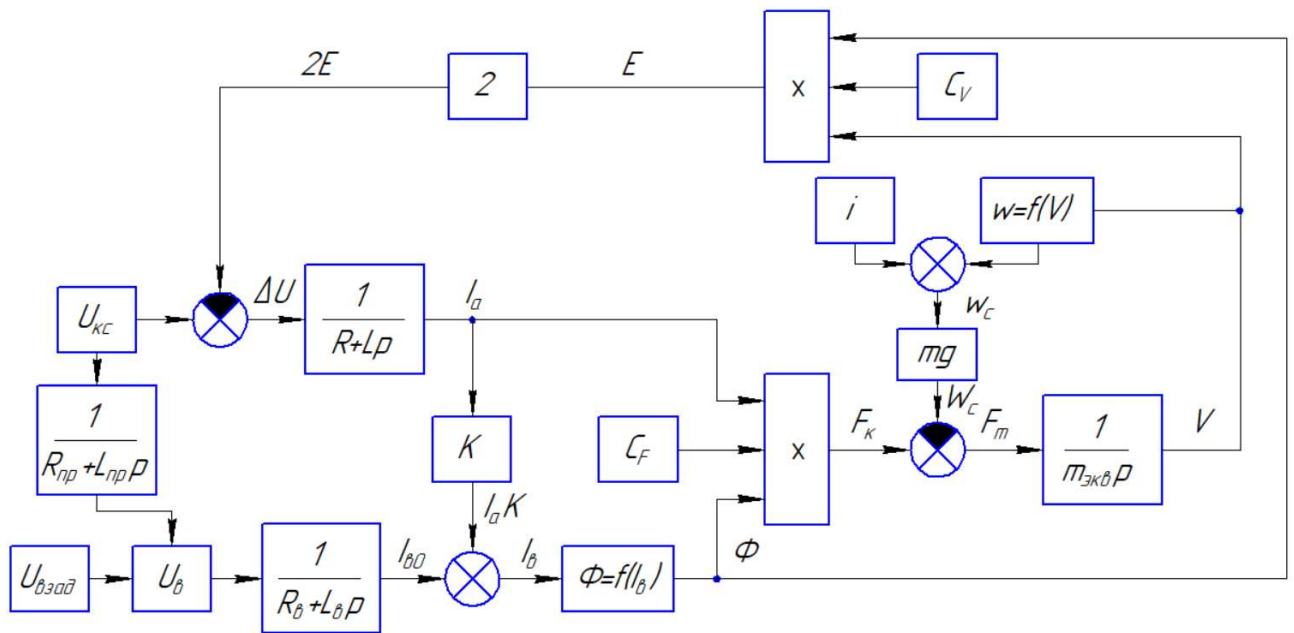 2E
2
E
x
C_V
i
w=f(V)
U_кс
ΔU
1
R+Lp
I_a
w_c
mg
W_c
1
R_пр+L_пр p
K
C_F
x
F_к
F_т
1
m_экв p
V
I_a K
U_взад
U_в
1
R_в+L_в p
I_во
I_в
Φ=f(I_в)
Φ